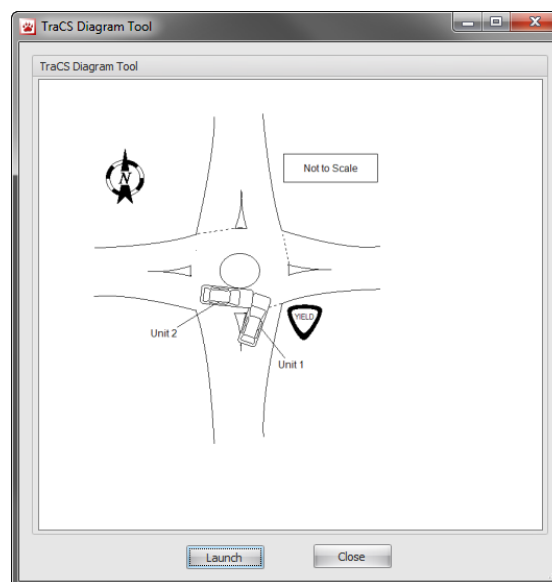 TraCS Diagram Tool
TraCS Diagram Tool
N
Not to Scale
YIELD
Unit 2
Unit 1
Launch
Close